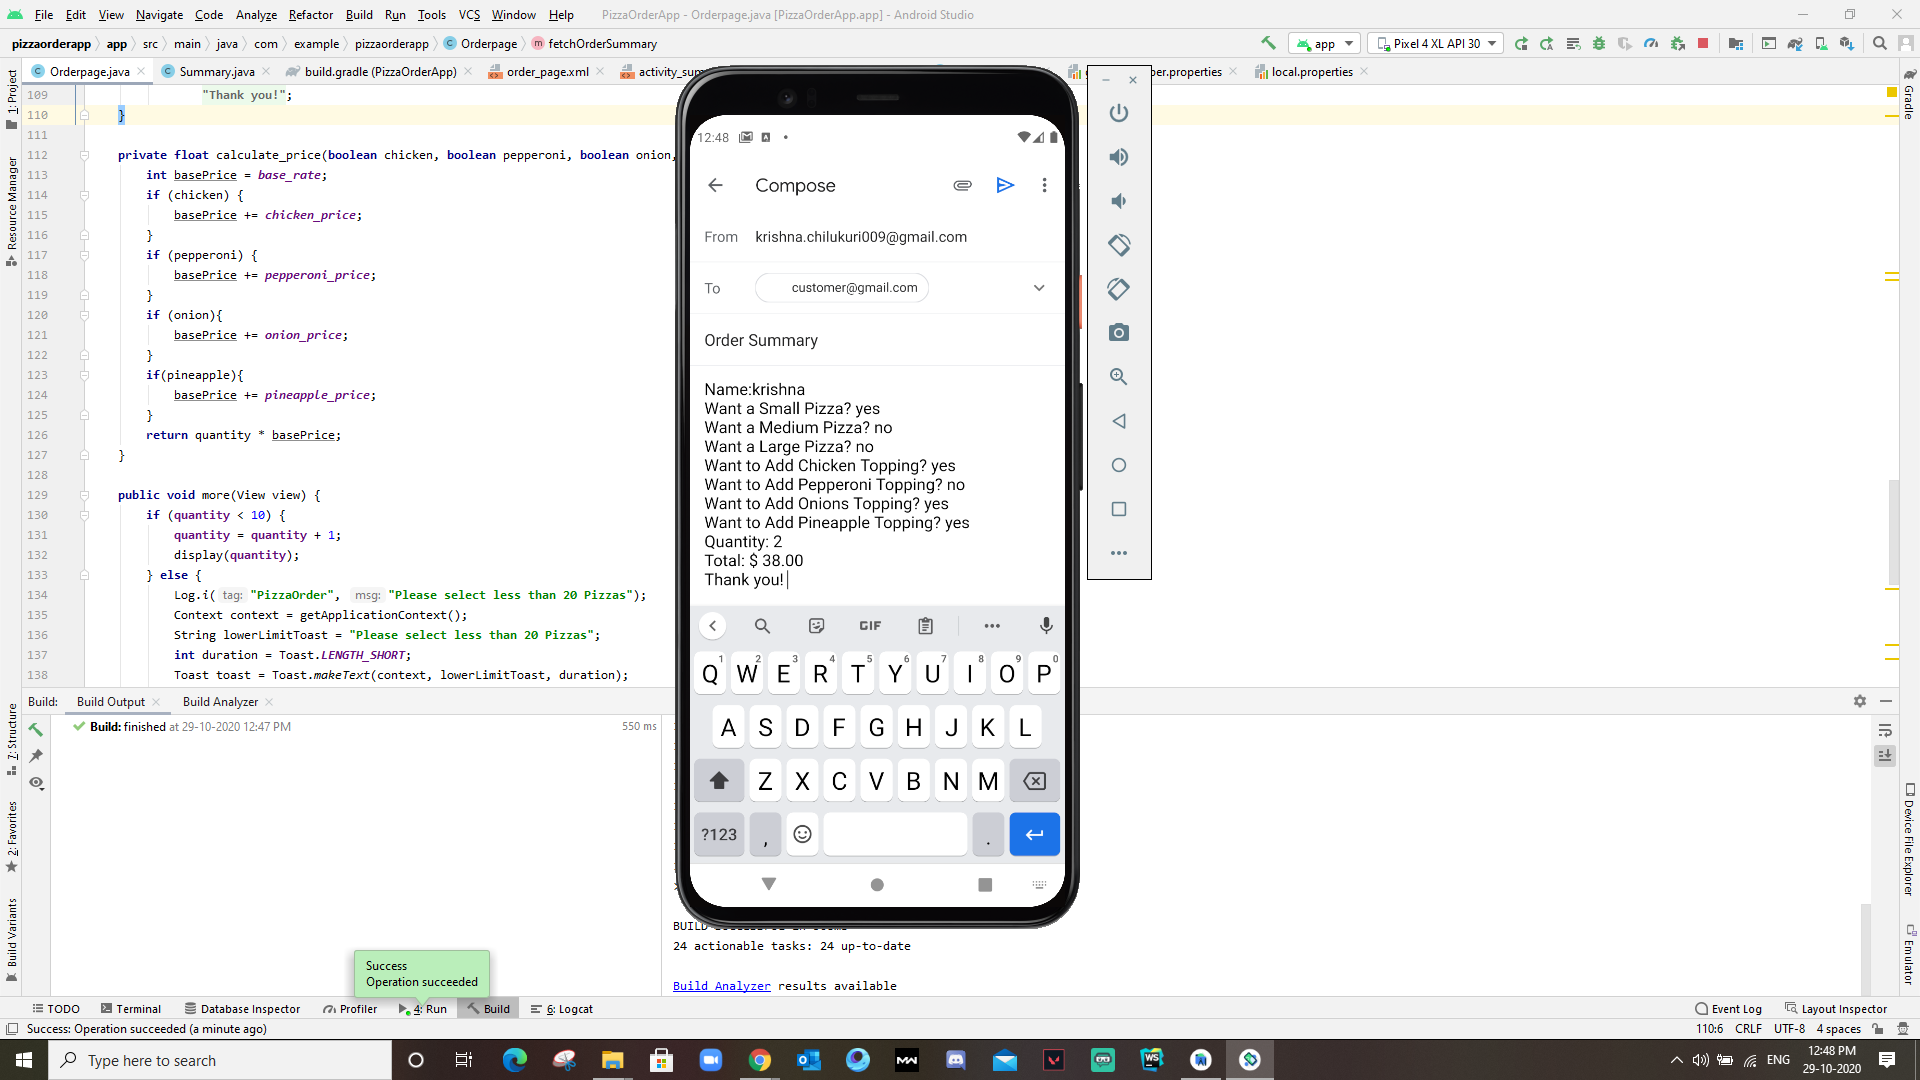 File Edit View Navigate Code Analyze Refactor Build Run Tools VCS Window Help PizzaOrderApp - Orderpage.java [PizzaOrderApp.app] - Android Studio
pizzaorderapp app src main java com example pizzaorderapp Orderpage fetchOrderSummary app Pixel 4 XL API 30
Orderpage.java Summary.java build.gradle (PizzaOrderApp) order_page.xml local.properties
109 "Thank you!";
110 }
111
112 private float calculate_price(boolean chicken, boolean pepperoni, boolean onion,
113 int basePrice = base_rate;
114 if (chicken) {
115 basePrice += chicken_price;
116 }
117 if (pepperoni) {
118 basePrice += pepperoni_price;
119 }
120 if (onion){
121 basePrice += onion_price;
122 }
123 if(pineapple){
124 basePrice += pineapple_price;
125 }
126 return quantity * basePrice;
127 }
128
129 public void more(View view) {
130 if (quantity < 10) {
131 quantity = quantity + 1;
132 display(quantity);
133 } else {
134 Log.i( tag: "PizzaOrder", msg: "Please select less than 20 Pizzas");
135 Context context = getApplicationContext();
136 String lowerLimitToast = "Please select less than 20 Pizzas";
137 int duration = Toast.LENGTH_SHORT;
138 Toast toast = Toast.makeText(context, lowerLimitToast, duration);
12:48
Compose
From krishna.chilukuri009@gmail.com
To customer@gmail.com
Order Summary
Name:krishna
Want a Small Pizza? yes
Want a Medium Pizza? no
Want a Large Pizza? no
Want to Add Chicken Topping? yes
Want to Add Pepperoni Topping? no
Want to Add Onions Topping? yes
Want to Add Pineapple Topping? yes
Quantity: 2
Total: $ 38.00
Thank you!
GIF
Q1 W2 E3 R4 T5 Y6 U7 I8 O9 P0
A S D F G H J K L
Z X C V B N M
?123 , .
1: Project
Resource Manager
7: Structure
2: Favorites
Build Variants
Gradle
Device File Explorer
Emulator
Build: Build Output Build Analyzer
Build: finished at 29-10-2020 12:47 PM 550 ms
24 actionable tasks: 24 up-to-date
Build Analyzer results available
Success
Operation succeeded
TODO Terminal Database Inspector Profiler 4: Run Build 6: Logcat Event Log Layout Inspector
Success: Operation succeeded (a minute ago) 110:6 CRLF UTF-8 4 spaces
Type here to search ENG 12:48 PM
29-10-2020